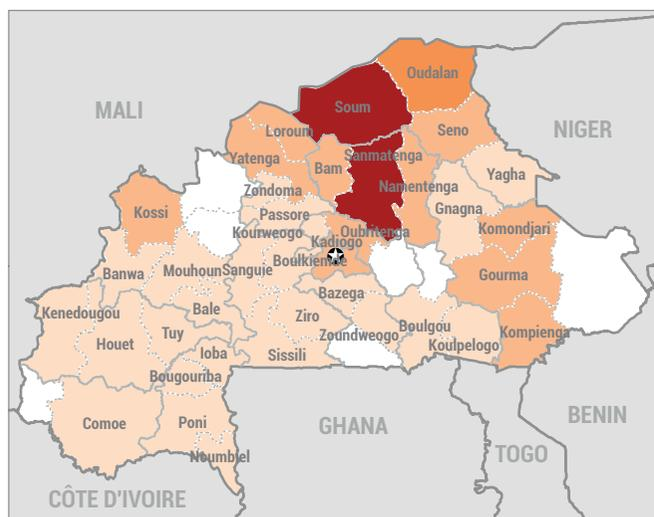 Oudalan
MALI
Soum
NIGER
Loroum
Seno
Yatenga
Sanmatenga
Bam
Yagha
Zondoma
Namentenga
Kossi
Gnagna
Passore
Komondjari
Kourweogo
Oubritenga
Kadiogo
Banwa
Mouhoun
Sanguie
Boulkiemde
Gourma
Bazega
Kenedougou
Bale
Ziro
Houet
Tuy
Zoundweogo
Boulgou
Kompienga
Koulpelogo
Ioba
Sissili
Bougouriba
Comoe
Poni
GHANA
BENIN
TOGO
Noumbiel
CÔTE D'IVOIRE